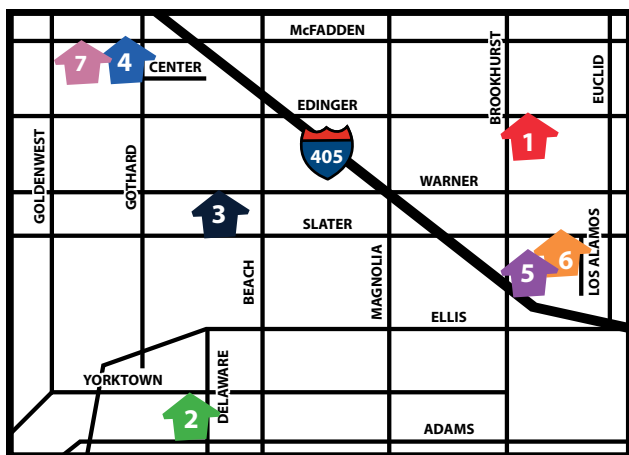 McFADDEN
7
4
CENTER
BROOKHURST
EUCLID
EDINGER
1
405
GOLDENWEST
GOTHARD
WARNER
3
SLATER
BEACH
MAGNOLIA
5
6
LOS ALAMOS
ELLIS
YORKTOWN
DELAWARE
2
ADAMS